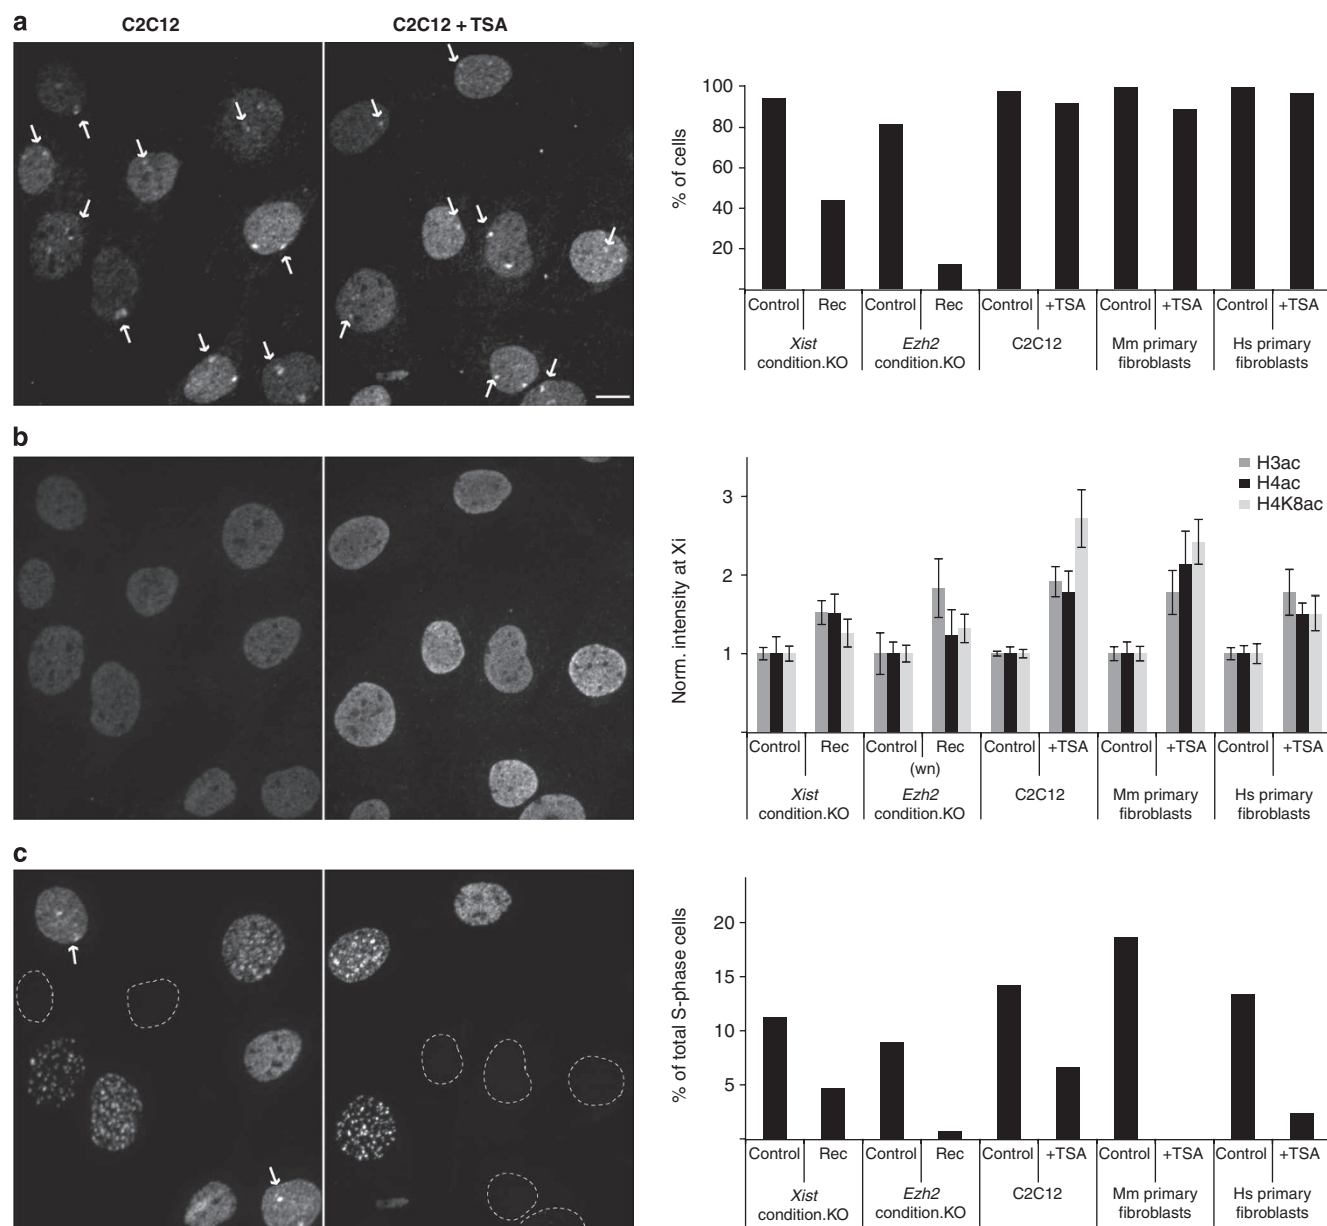 a
C2C12
C2C12 + TSA
% of cells
100
80
60
40
20
Control Rec Control Rec Control +TSA Control +TSA Control +TSA
Xist condition.KO
Ezh2 condition.KO
C2C12
Mm primary fibroblasts
Hs primary fibroblasts
b
Norm. intensity at Xi
3
2
1
H3ac
H4ac
H4K8ac
Control Rec Control Rec Control +TSA Control +TSA Control +TSA
(wn)
Xist condition.KO
Ezh2 condition.KO
C2C12
Mm primary fibroblasts
Hs primary fibroblasts
c
% of total S-phase cells
20
15
10
5
Control Rec Control Rec Control +TSA Control +TSA Control +TSA
Xist condition.KO
Ezh2 condition.KO
C2C12
Mm primary fibroblasts
Hs primary fibroblasts